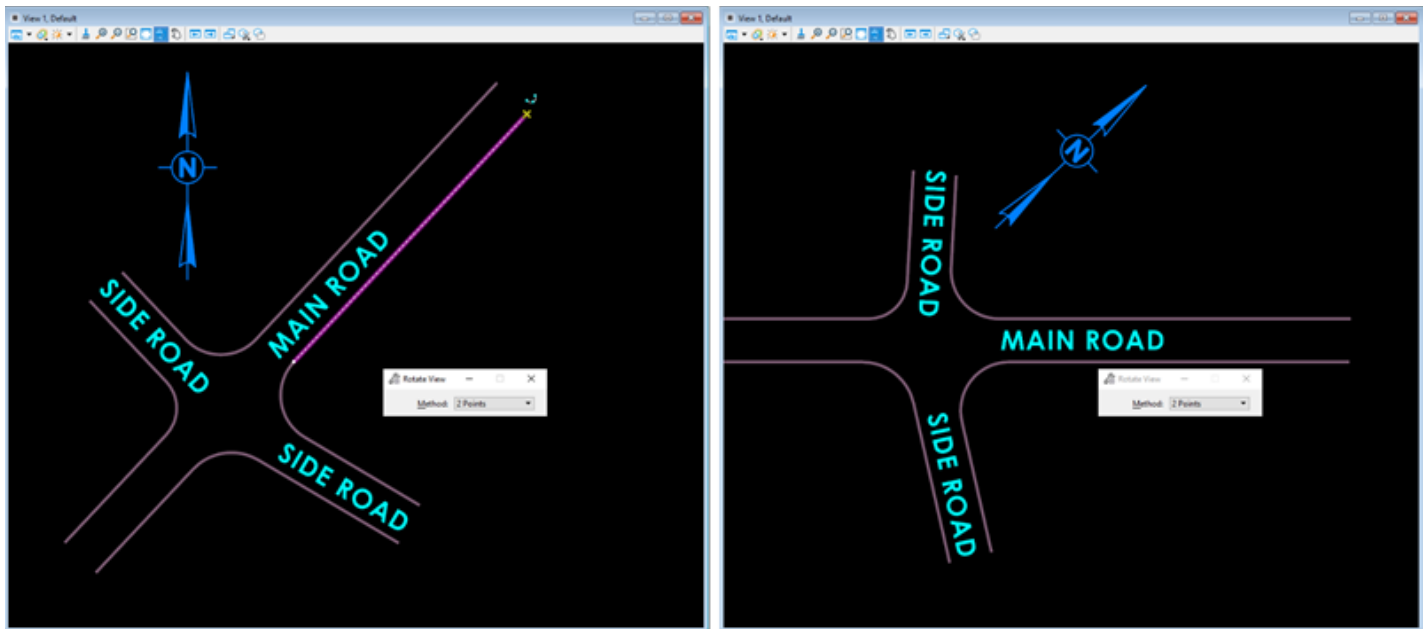 View 1, Default
N
MAIN ROAD
SIDE ROAD
SIDE ROAD
Rotate View
Method: 2 Points
View 1, Default
N
SIDE ROAD
MAIN ROAD
Rotate View
Method: 2 Points
SIDE ROAD